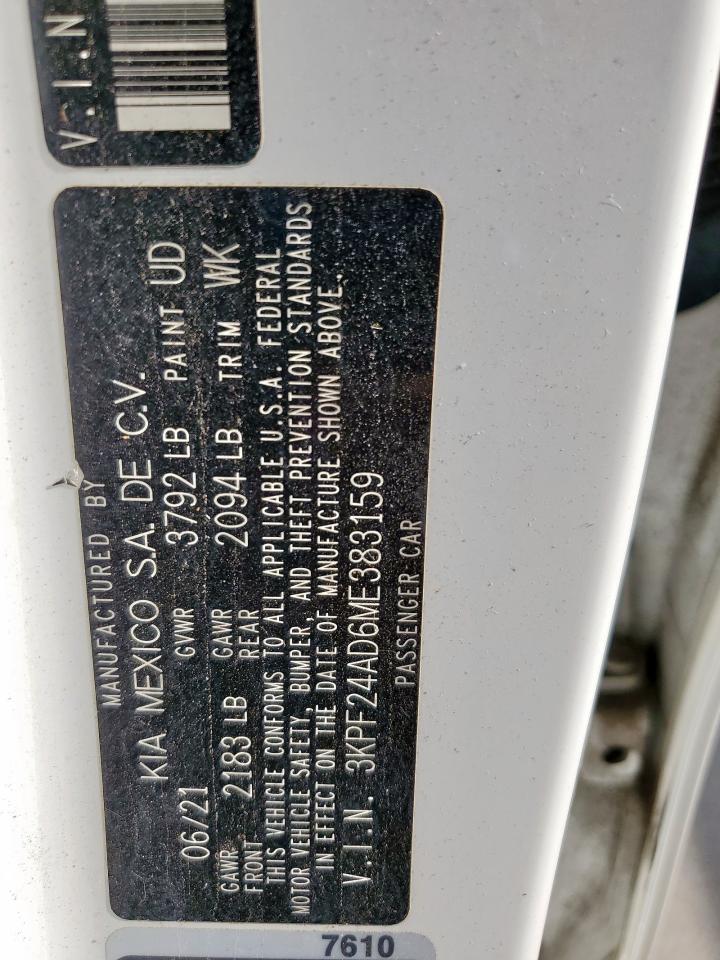 V.I.N
MANUFACTURED BY
KIA MEXICO S.A. DE C.V.
06/21 GVWR 3792 LB PAINT UD
GAWR FRONT 2183 LB GAWR REAR 2094 LB TRIM WK
THIS VEHICLE CONFORMS TO ALL APPLICABLE U.S.A. FEDERAL
MOTOR VEHICLE SAFETY, BUMPER, AND THEFT PREVENTION STANDARDS
IN EFFECT ON THE DATE OF MANUFACTURE SHOWN ABOVE.
V.I.N. 3KPF24AD6ME383159
PASSENGER CAR
7610